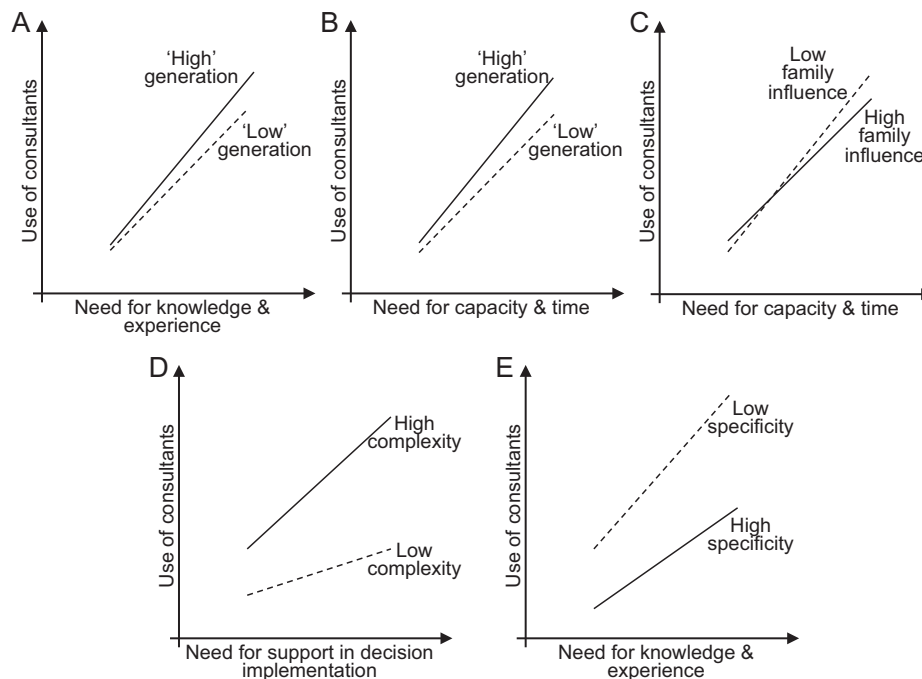 A
Use of consultants
‘High’
generation
‘Low’
generation
Need for knowledge &
experience
B
Use of consultants
‘High’
generation
‘Low’
generation
Need for capacity & time
C
Use of consultants
Low
family
influence
High
family
influence
Need for capacity & time
D
Use of consultants
High
complexity
Low
complexity
Need for support in decision
implementation
E
Use of consultants
Low
specificity
High
specificity
Need for knowledge &
experience